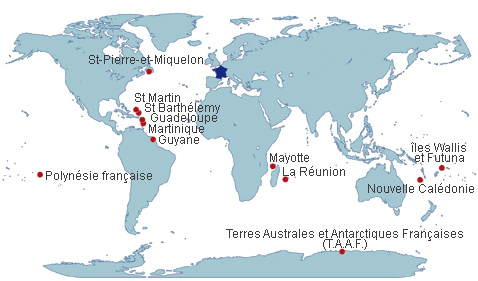 St-Pierre-et-Miquelon
St Martin
St Barthélemy
Guadeloupe
Martinique
Guyane
îles Wallis
et Futuna
Mayotte
La Réunion
Polynésie française
Nouvelle Calédonie
Terres Australes et Antarctiques Françaises
(T.A.A.F.)